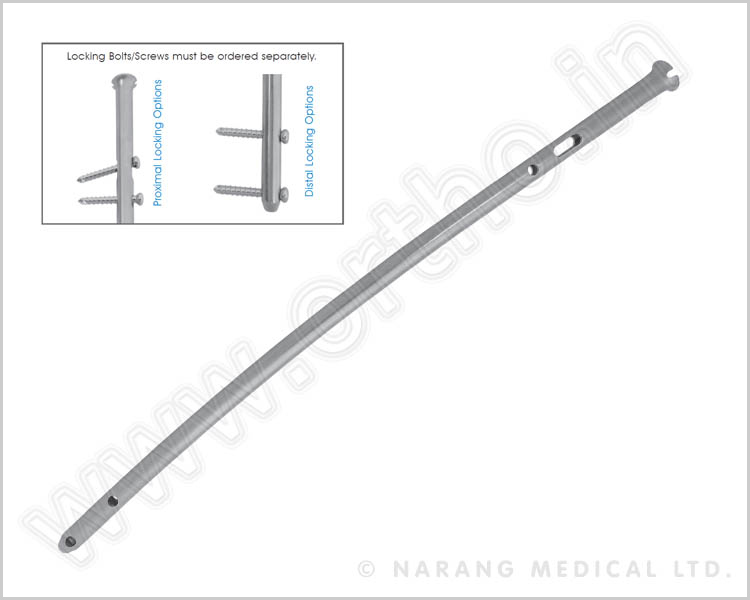 Locking Bolts/Screws must be ordered separately.
Proximal Locking Options
Distal Locking Options
www.ortho.in
© NARANG MEDICAL LTD.